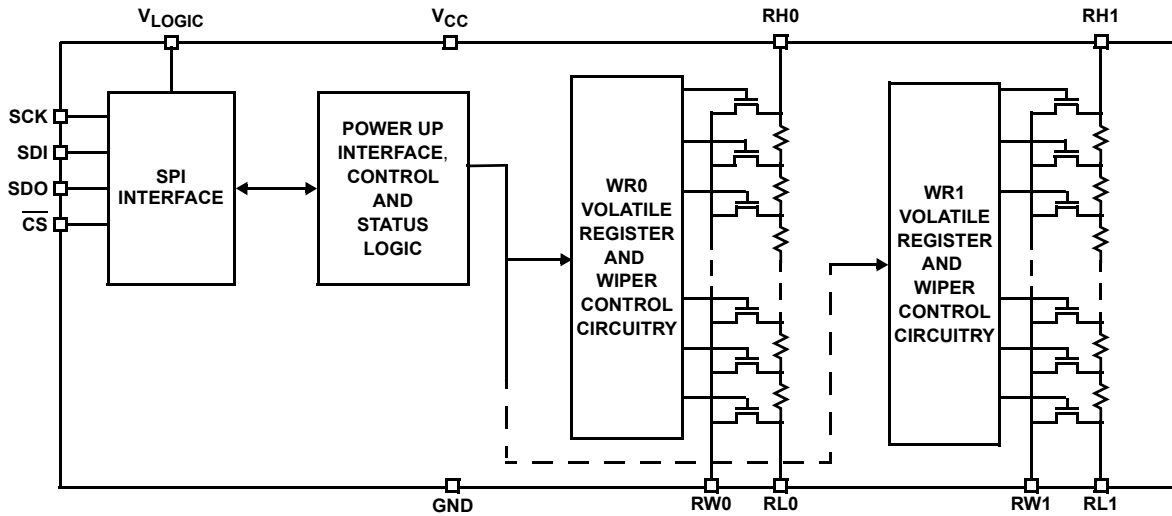 VLOGIC
VCC
RH0
RH1
SCK
SDI
SDO
CS
SPI
INTERFACE
POWER UP
INTERFACE,
CONTROL
AND
STATUS
LOGIC
WR0
VOLATILE
REGISTER
AND
WIPER
CONTROL
CIRCUITRY
WR1
VOLATILE
REGISTER
AND
WIPER
CONTROL
CIRCUITRY
GND
RW0
RL0
RW1
RL1